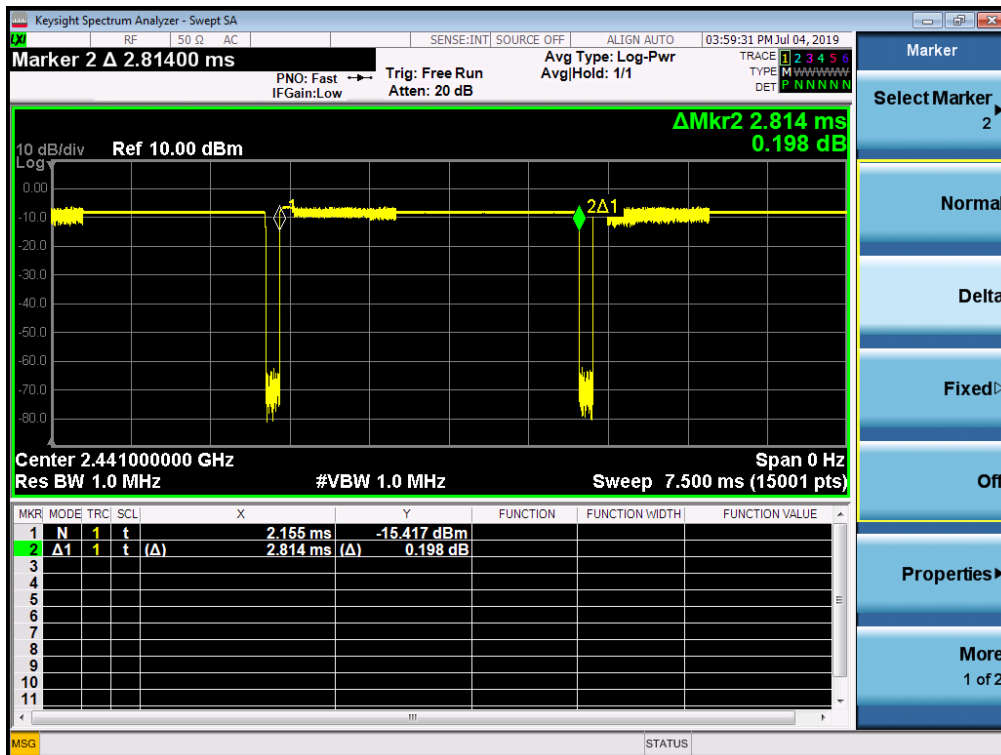 Keysight Spectrum Analyzer - Swept SA
LXI RF 50 Ω AC SENSE:INT SOURCE OFF ALIGN AUTO 03:59:31 PM Jul 04, 2019
Marker 2 Δ 2.81400 ms
PNO: Fast Trig: Free Run Avg Type: Log-Pwr TRACE 1 2 3 4 5 6
IFGain:Low Atten: 20 dB Avg|Hold: 1/1 TYPE M WWWWW
DET P N N N N N
ΔMkr2 2.814 ms
0.198 dB
10 dB/div Ref 10.00 dBm
Log
0.00
-10.0
-20.0
-30.0
-40.0
-50.0
-60.0
-70.0
-80.0
1
2Δ1
Center 2.441000000 GHz Span 0 Hz
Res BW 1.0 MHz #VBW 1.0 MHz Sweep 7.500 ms (15001 pts)
MKR MODE TRC SCL X Y FUNCTION FUNCTION WIDTH FUNCTION VALUE
1 N 1 t 2.155 ms -15.417 dBm
2 Δ1 1 t (Δ) 2.814 ms (Δ) 0.198 dB
3
4
5
6
7
8
9
10
11
MSG STATUS
Marker
Select Marker
2
Normal
Delta
Fixed
Off
Properties
More
1 of 2